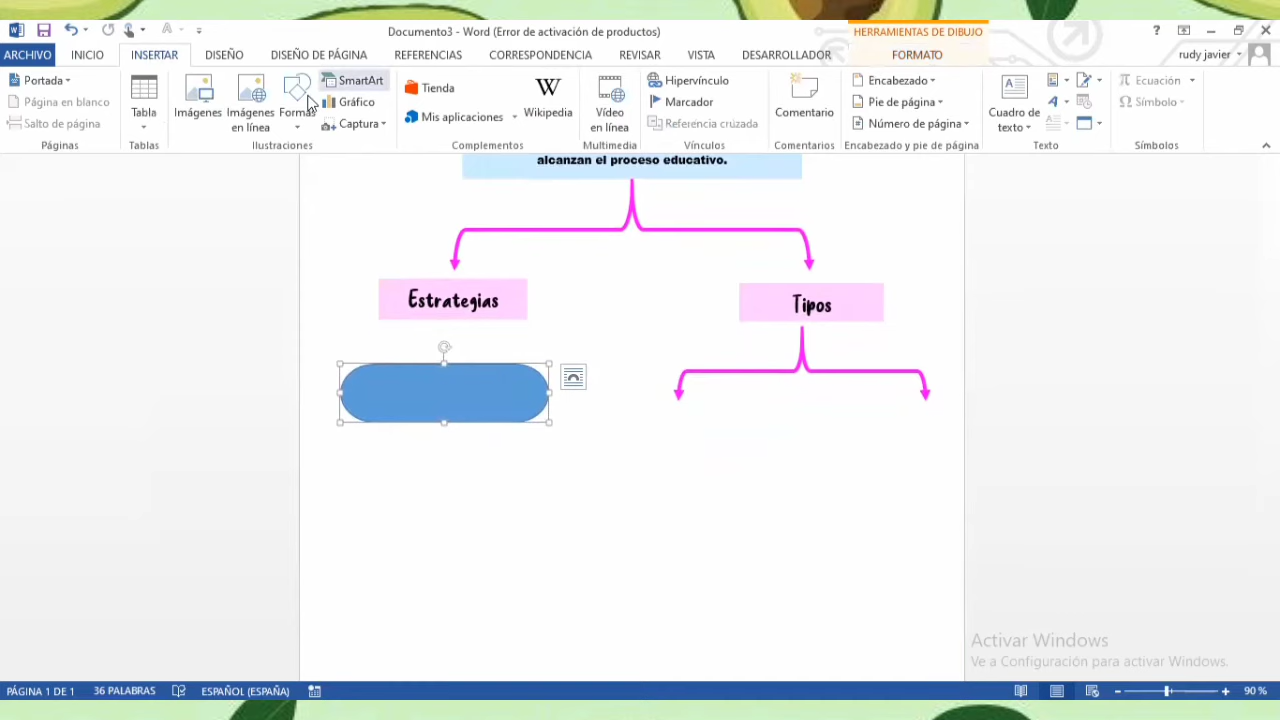 Documento3 - Word (Error de activación de productos)
HERRAMIENTAS DE DIBUJO
?
ARCHIVO INICIO INSERTAR DISEÑO DISEÑO DE PÁGINA REFERENCIAS CORRESPONDENCIA REVISAR VISTA DESARROLLADOR FORMATO rudy javier
Portada
Página en blanco
Salto de página
Páginas
Tabla
Tablas
Imágenes
Imágenes en línea
Formas
SmartArt
Gráfico
Captura
Ilustraciones
Tienda
Mis aplicaciones
W
Wikipedia
Complementos
Vídeo en línea
Multimedia
Hipervínculo
Marcador
Referencia cruzada
Vínculos
Comentario
Comentarios
Encabezado
Pie de página
Número de página
Encabezado y pie de página
Cuadro de texto
Texto
Ecuación
Símbolo
Símbolos
alcanzan el proceso educativo.
Estrategias
Tipos
Activar Windows
Ve a Configuración para activar Windows.
PÁGINA 1 DE 1 36 PALABRAS ESPAÑOL (ESPAÑA) 90 %